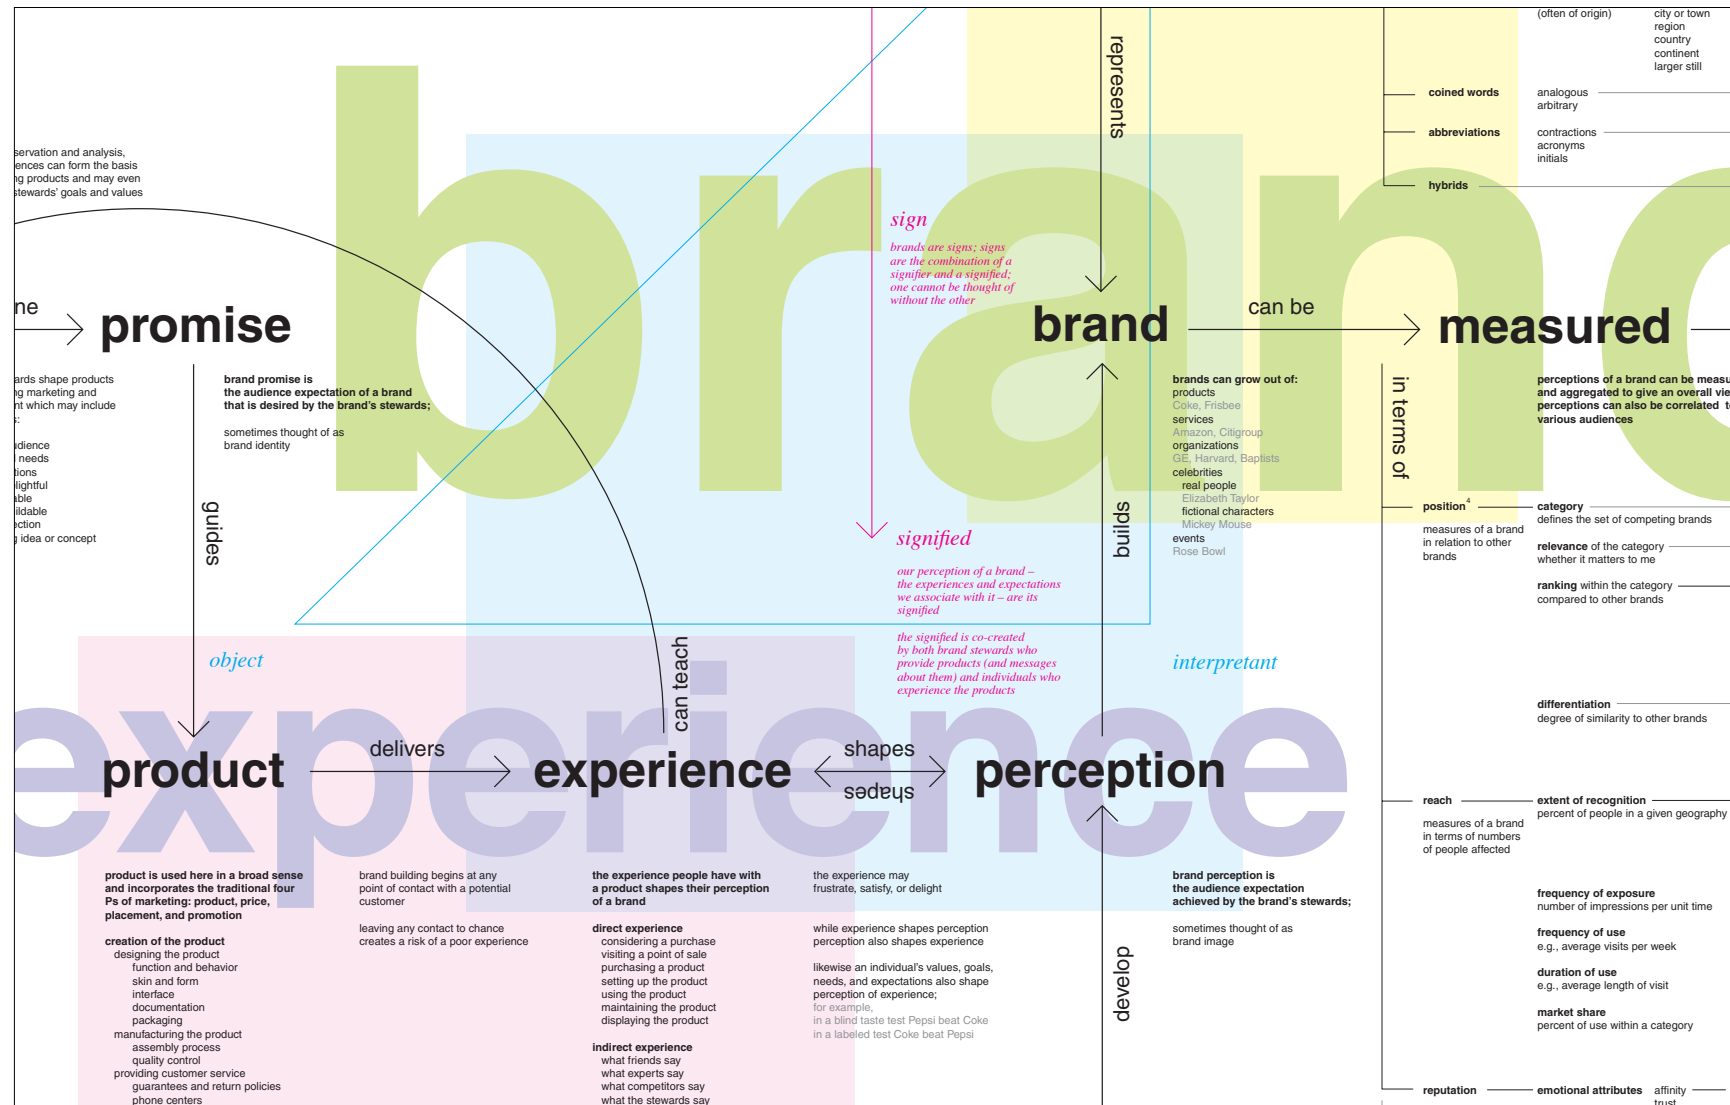 (often of origin)
city or town
region
country
continent
larger still
represents
coined words
analogous
arbitrary
abbreviations
contractions
acronyms
initials
hybrids
and analysis,
can form the basis
products and may even
stewards' goals and values
brand
sign
brands are signs; signs
are the combination of a
signifier and a signified;
one cannot be thought of
without the other
promise
brand
can be
measured
shape products
marketing and
which may include
needs
idea or concept
brand promise is
the audience expectation of a brand
that is desired by the brand's stewards;
sometimes thought of as
brand identity
guides
brands can grow out of:
products
Coke, Frisbee
services
Amazon, Citigroup
organizations
GE, Harvard, Baptists
celebrities
real people
Elizabeth Taylor
fictional characters
Mickey Mouse
events
Rose Bowl
builds
in terms of
perceptions of a brand can be
and aggregated to give an overall
perceptions can also be correlated
various audiences
position 4
measures of a brand
in relation to other
brands
category
defines the set of competing brands
relevance of the category
whether it matters to me
ranking within the category
compared to other brands
differentiation
degree of similarity to other brands
signified
our perception of a brand –
the experiences and expectations
we associate with it – are its
signified
the signified is co-created
by both brand stewards who
provide products (and messages
about them) and individuals who
experience the products
object
interpretant
can teach
experience
product
delivers
experience
shapes
shapes
perception
reach
measures of a brand
in terms of numbers
of people affected
extent of recognition
percent of people in a given geography
frequency of exposure
number of impressions per unit time
frequency of use
e.g., average visits per week
duration of use
e.g., average length of visit
market share
percent of use within a category
product is used here in a broad sense
and incorporates the traditional four
Ps of marketing: product, price,
placement, and promotion
creation of the product
designing the product
function and behavior
skin and form
interface
documentation
packaging
manufacturing the product
assembly process
quality control
providing customer service
guarantees and return policies
phone centers
brand building begins at any
point of contact with a potential
customer
leaving any contact to chance
creates a risk of a poor experience
the experience people have with
a product shapes their perception
of a brand
direct experience
considering a purchase
visiting a point of sale
purchasing a product
setting up the product
using the product
maintaining the product
displaying the product
indirect experience
what friends say
what experts say
what competitors say
what the stewards say
the experience may
frustrate, satisfy, or delight
while experience shapes perception
perception also shapes experience
likewise an individual's values, goals,
needs, and expectations also shape
perception of experience;
for example,
in a blind taste test Pepsi beat Coke
in a labeled test Coke beat Pepsi
develop
brand perception is
the audience expectation
achieved by the brand's stewards;
sometimes thought of as
brand image
reputation
emotional attributes
affinity
trust